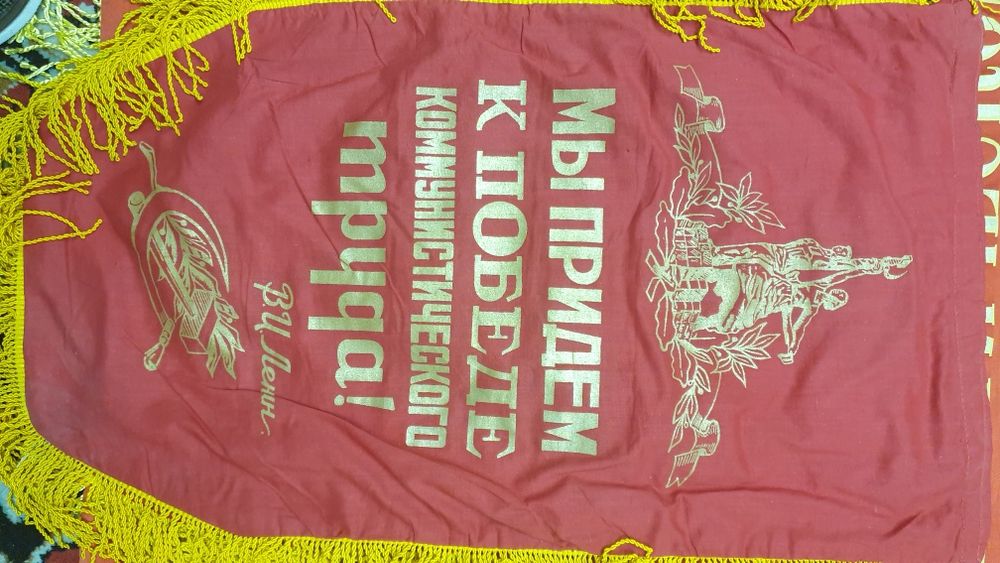 МЫ ПРИДЕМ
К ПОБЕДЕ
КОММУНИСТИЧЕСКОГО
труда!
В.И. Ленин.